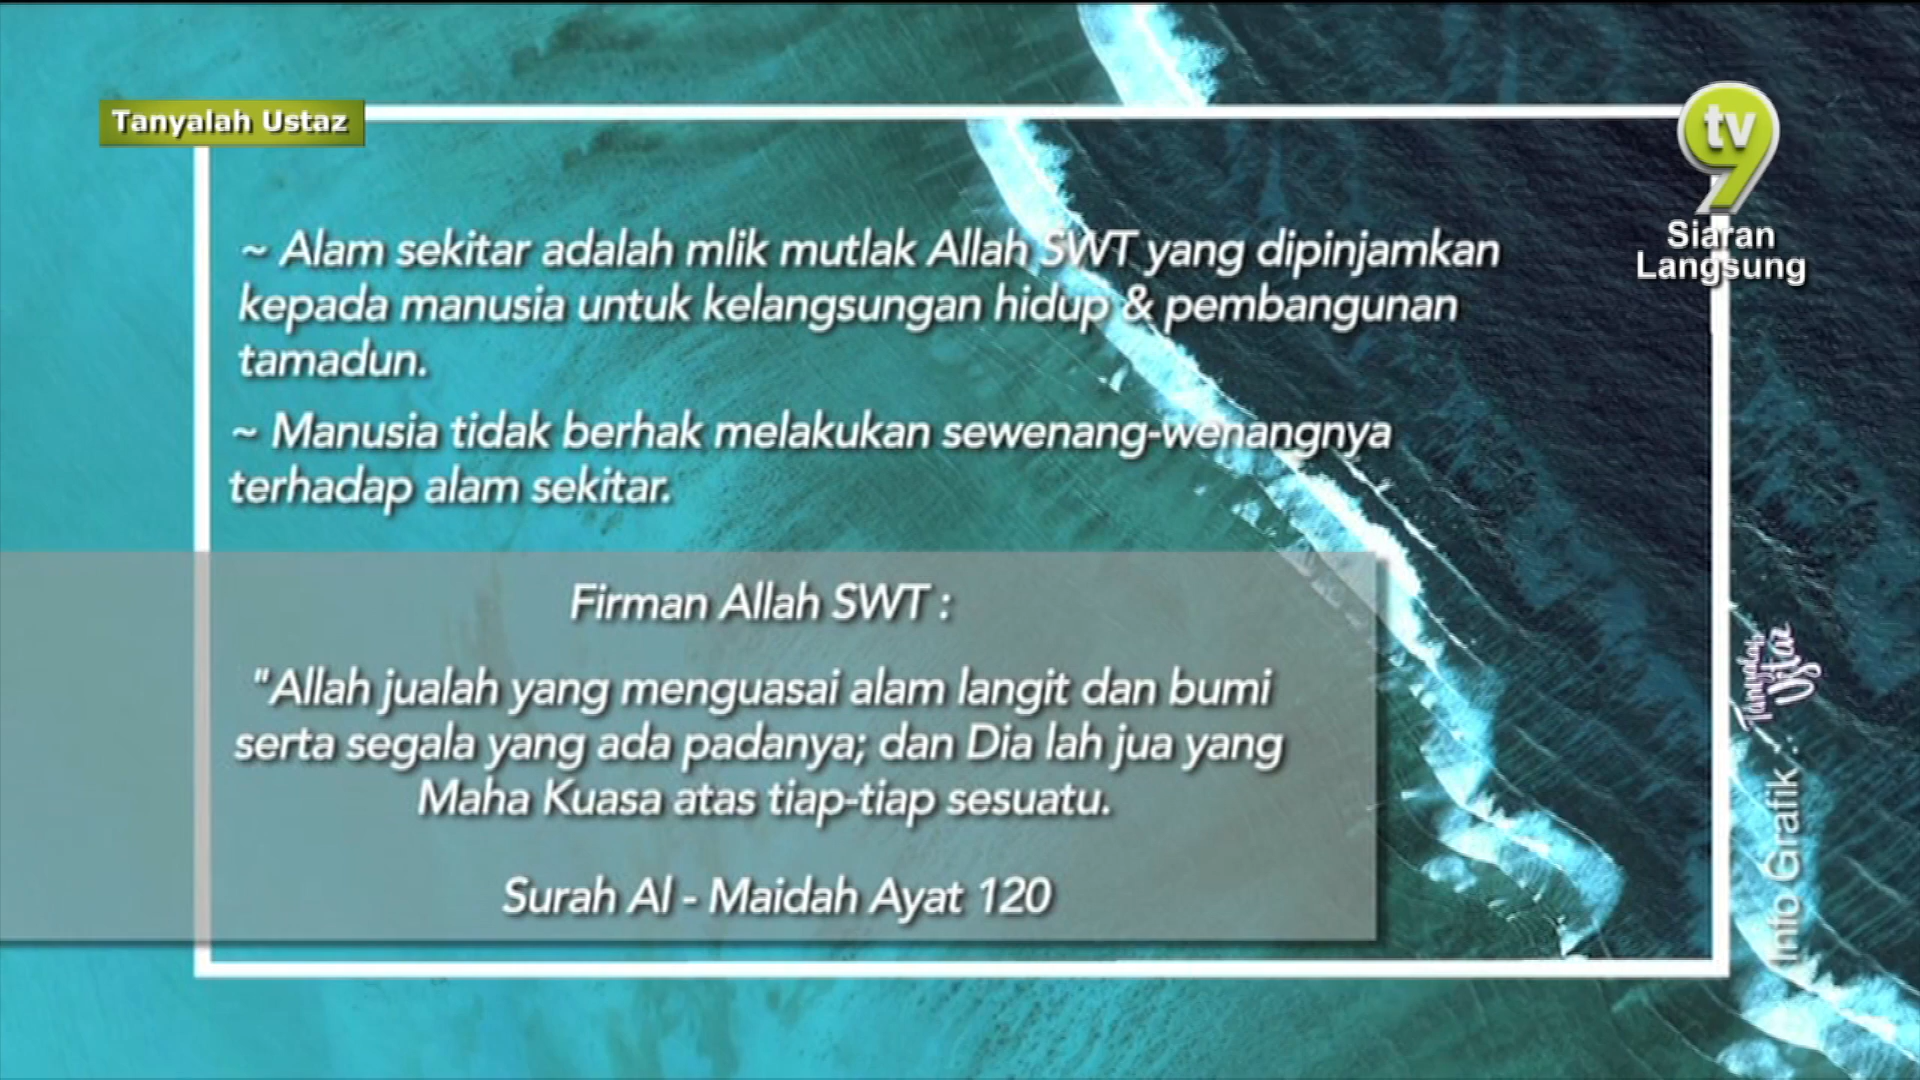 Tanyalah Ustaz
tv9
Siaran
Langsung
~ Alam sekitar adalah mlik mutlak Allah SWT yang dipinjamkan
kepada manusia untuk kelangsungan hidup & pembangunan
tamadun.
~ Manusia tidak berhak melakukan sewenang-wenangnya
terhadap alam sekitar.
Firman Allah SWT :
"Allah jualah yang menguasai alam langit dan bumi
serta segala yang ada padanya; dan Dia lah jua yang
Maha Kuasa atas tiap-tiap sesuatu.
Surah Al - Maidah Ayat 120
Info Grafik :.
Tanyalah
Ustaz